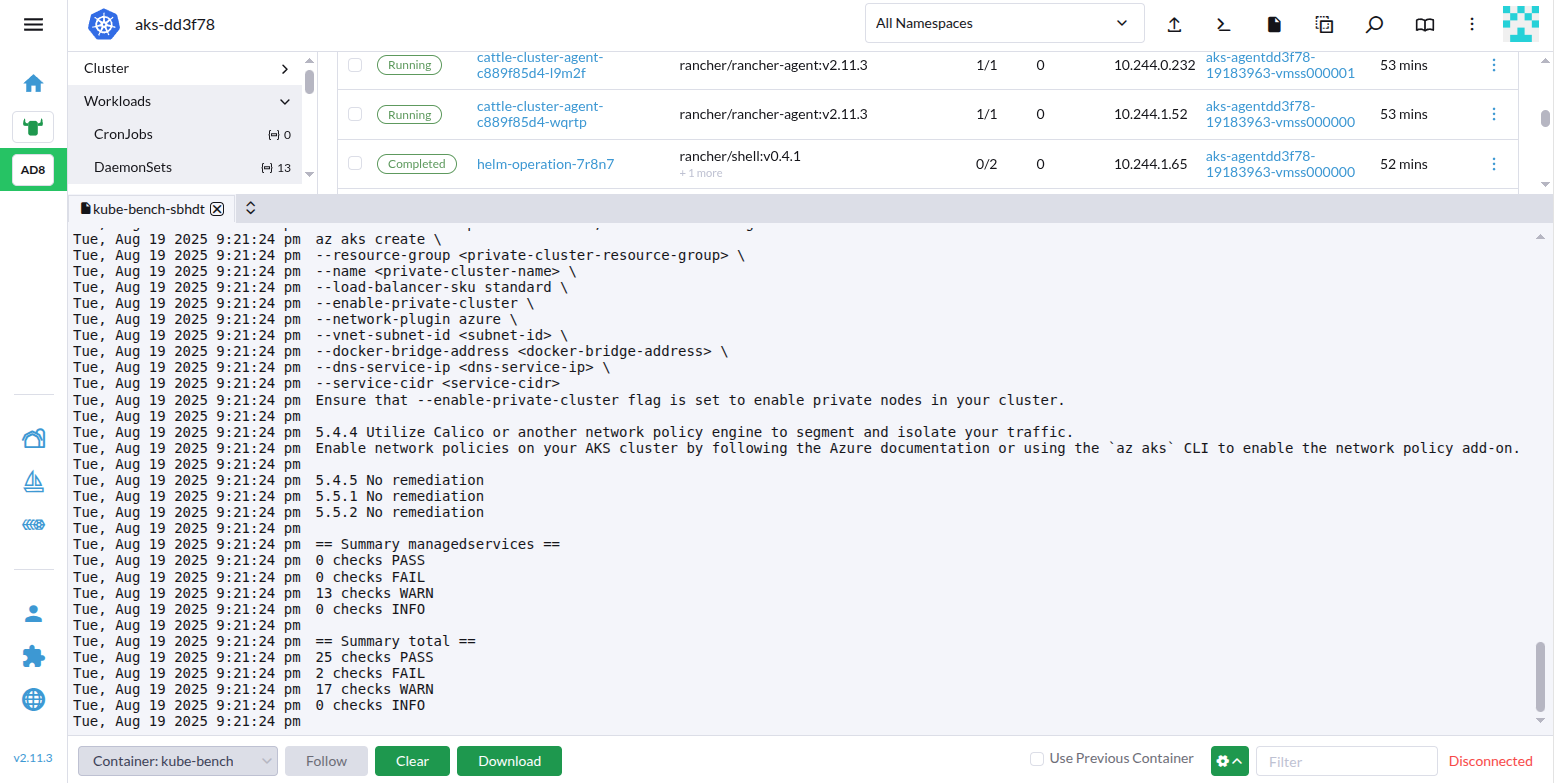 aks-dd3f78
All Namespaces
AD8
v2.11.3
Cluster
Workloads
CronJobs 0
DaemonSets 13
Running cattle-cluster-agent- rancher/rancher-agent:v2.11.3 1/1 0 10.244.0.232 aks-agentdd3f78- 53 mins
c889f85d4-l9m2f 19183963-vmss000001
Running cattle-cluster-agent- rancher/rancher-agent:v2.11.3 1/1 0 10.244.1.52 aks-agentdd3f78- 53 mins
c889f85d4-wqrtp 19183963-vmss000000
Completed helm-operation-7r8n7 rancher/shell:v0.4.1 0/2 0 10.244.1.65 aks-agentdd3f78- 52 mins
+ 1 more 19183963-vmss000000
kube-bench-sbhdt
Tue, Aug 19 2025 9:21:24 pm az aks create \
Tue, Aug 19 2025 9:21:24 pm --resource-group <private-cluster-resource-group> \
Tue, Aug 19 2025 9:21:24 pm --name <private-cluster-name> \
Tue, Aug 19 2025 9:21:24 pm --load-balancer-sku standard \
Tue, Aug 19 2025 9:21:24 pm --enable-private-cluster \
Tue, Aug 19 2025 9:21:24 pm --network-plugin azure \
Tue, Aug 19 2025 9:21:24 pm --vnet-subnet-id <subnet-id> \
Tue, Aug 19 2025 9:21:24 pm --docker-bridge-address <docker-bridge-address> \
Tue, Aug 19 2025 9:21:24 pm --dns-service-ip <dns-service-ip> \
Tue, Aug 19 2025 9:21:24 pm --service-cidr <service-cidr>
Tue, Aug 19 2025 9:21:24 pm Ensure that --enable-private-cluster flag is set to enable private nodes in your cluster.
Tue, Aug 19 2025 9:21:24 pm
Tue, Aug 19 2025 9:21:24 pm 5.4.4 Utilize Calico or another network policy engine to segment and isolate your traffic.
Tue, Aug 19 2025 9:21:24 pm Enable network policies on your AKS cluster by following the Azure documentation or using the `az aks` CLI to enable the network policy add-on.
Tue, Aug 19 2025 9:21:24 pm
Tue, Aug 19 2025 9:21:24 pm 5.4.5 No remediation
Tue, Aug 19 2025 9:21:24 pm 5.5.1 No remediation
Tue, Aug 19 2025 9:21:24 pm 5.5.2 No remediation
Tue, Aug 19 2025 9:21:24 pm
Tue, Aug 19 2025 9:21:24 pm == Summary managedservices ==
Tue, Aug 19 2025 9:21:24 pm 0 checks PASS
Tue, Aug 19 2025 9:21:24 pm 0 checks FAIL
Tue, Aug 19 2025 9:21:24 pm 13 checks WARN
Tue, Aug 19 2025 9:21:24 pm 0 checks INFO
Tue, Aug 19 2025 9:21:24 pm
Tue, Aug 19 2025 9:21:24 pm == Summary total ==
Tue, Aug 19 2025 9:21:24 pm 25 checks PASS
Tue, Aug 19 2025 9:21:24 pm 2 checks FAIL
Tue, Aug 19 2025 9:21:24 pm 17 checks WARN
Tue, Aug 19 2025 9:21:24 pm 0 checks INFO
Tue, Aug 19 2025 9:21:24 pm
Container: kube-bench Follow Clear Download Use Previous Container Filter Disconnected